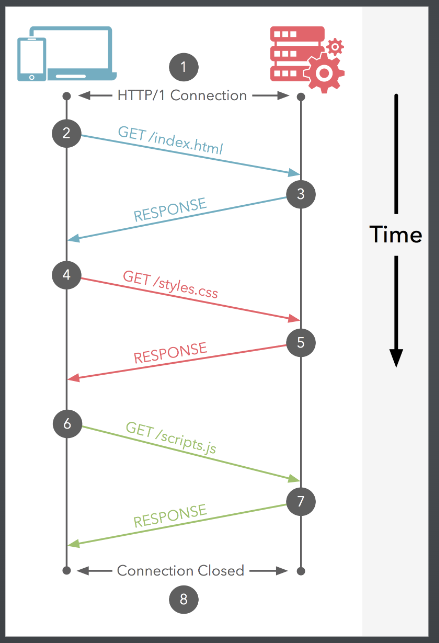 1
HTTP/1 Connection
2
GET /index.html
3
RESPONSE
Time
4
GET /styles.css
5
RESPONSE
6
GET /scripts.js
7
RESPONSE
Connection Closed
8